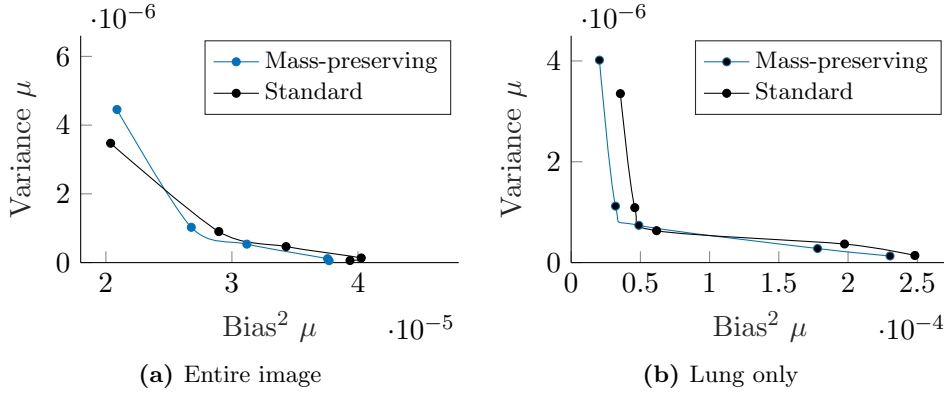 ·10⁻⁶
6
4
2
0
Variance μ
Mass-preserving
Standard
2 3 4
Bias² μ ·10⁻⁵
(a) Entire image
·10⁻⁶
4
2
0
Variance μ
Mass-preserving
Standard
0 0.5 1 1.5 2 2.5
Bias² μ ·10⁻⁴
(b) Lung only